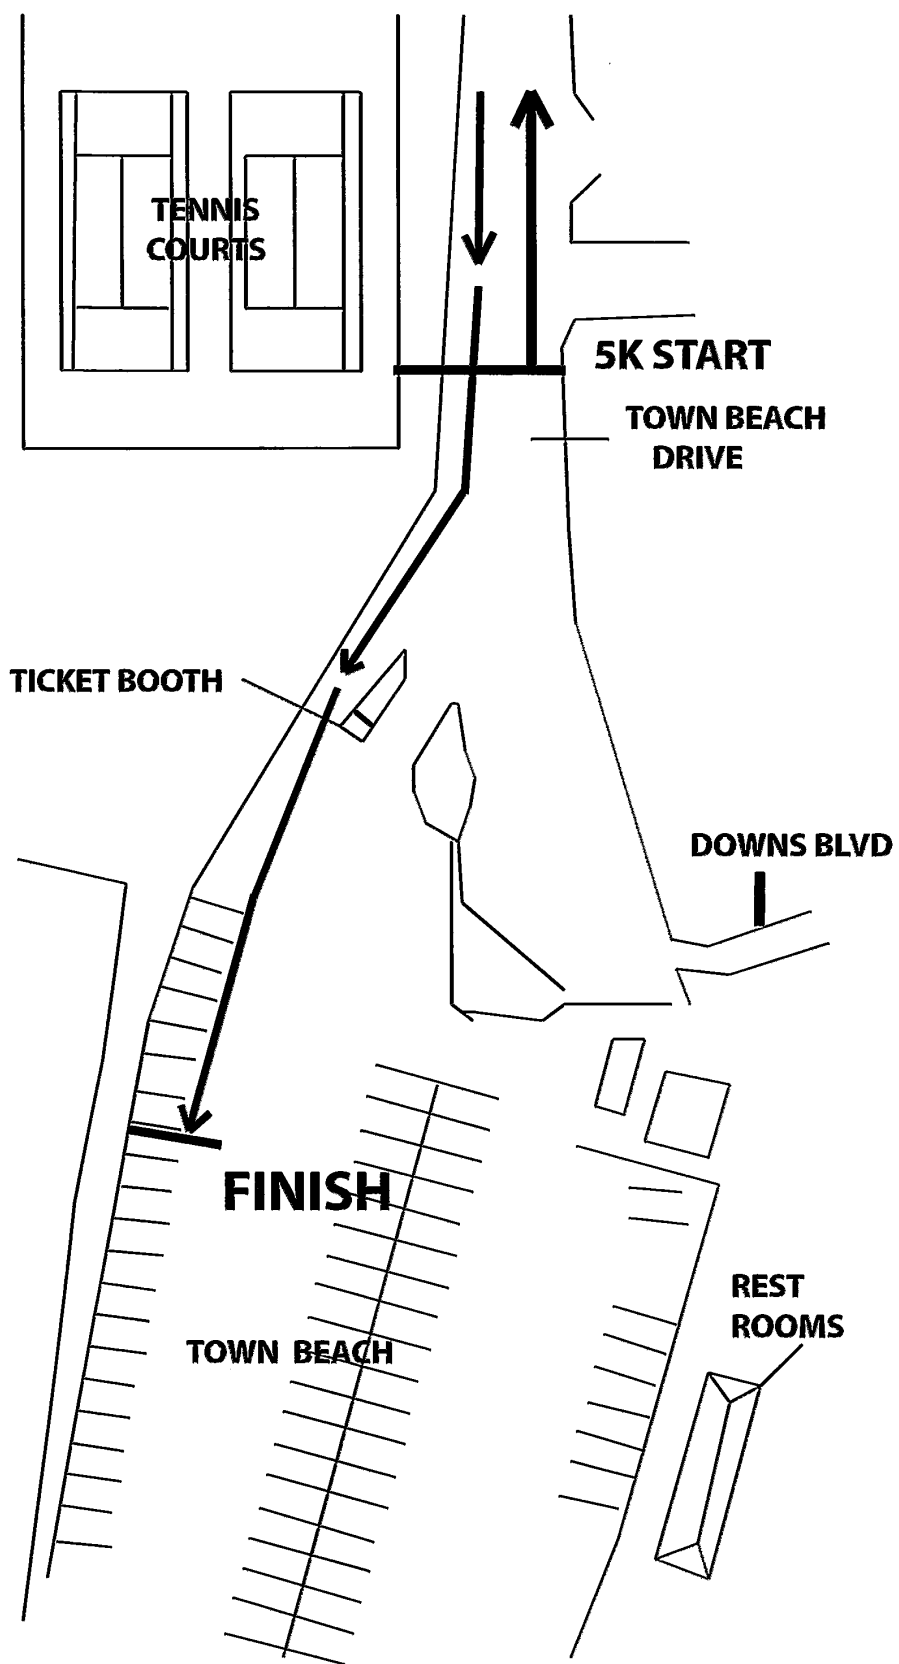 TENNIS
COURTS
5K START
TOWN BEACH
DRIVE
TICKET BOOTH
DOWNS BLVD
FINISH
REST
ROOMS
TOWN BEACH